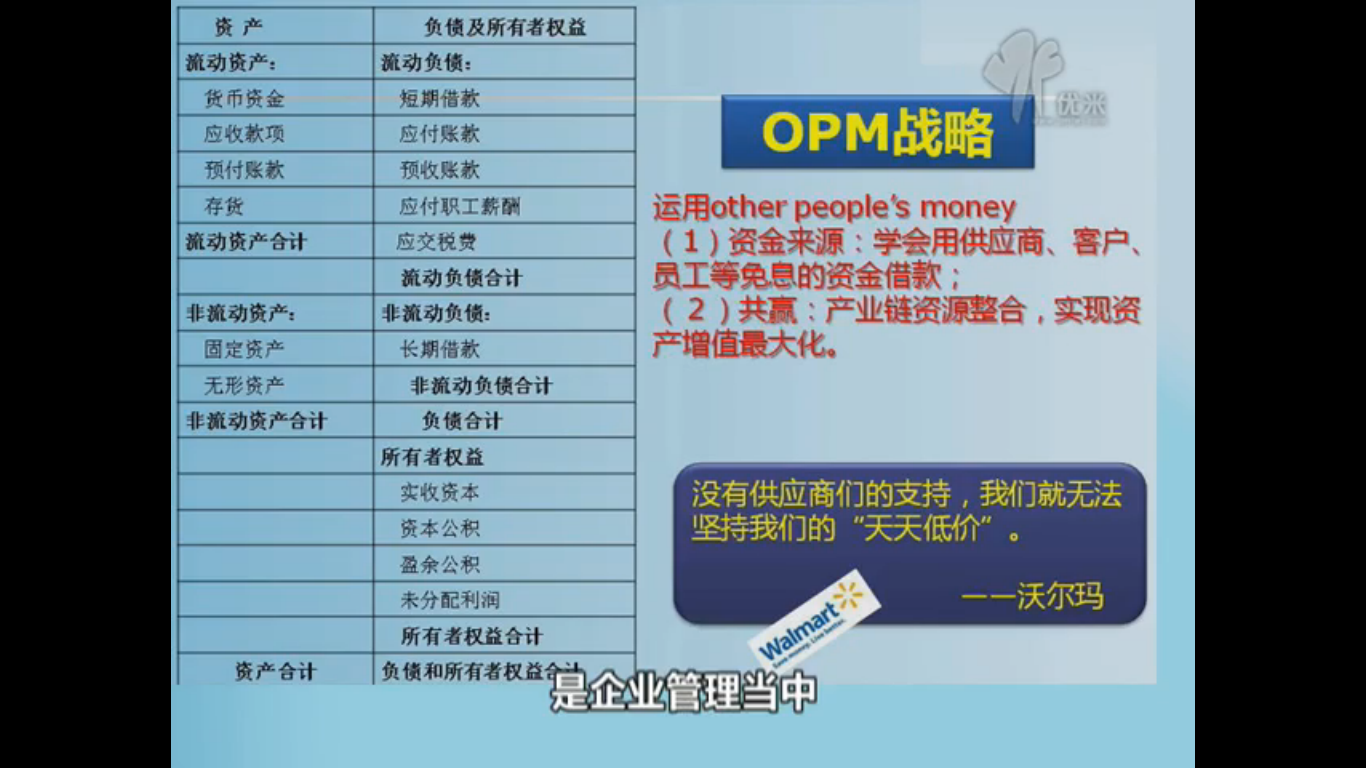 资 产 负债及所有者权益
流动资产： 流动负债：
货币资金 短期借款
应收款项 应付账款
预付账款 预收账款
存货 应付职工薪酬
流动资产合计 应交税费
流动负债合计
非流动资产： 非流动负债：
固定资产 长期借款
无形资产 非流动负债合计
非流动资产合计 负债合计
所有者权益
实收资本
资本公积
盈余公积
未分配利润
所有者权益合计
资产合计 负债和所有者权益合计
优米
OPM战略
运用other people’s money
（1）资金来源：学会用供应商、客户、
员工等免息的资金借款；
（2）共赢：产业链资源整合，实现资
产增值最大化。
没有供应商们的支持，我们就无法
坚持我们的“天天低价”。
——沃尔玛
Walmart
Save money. Live better.
是企业管理当中